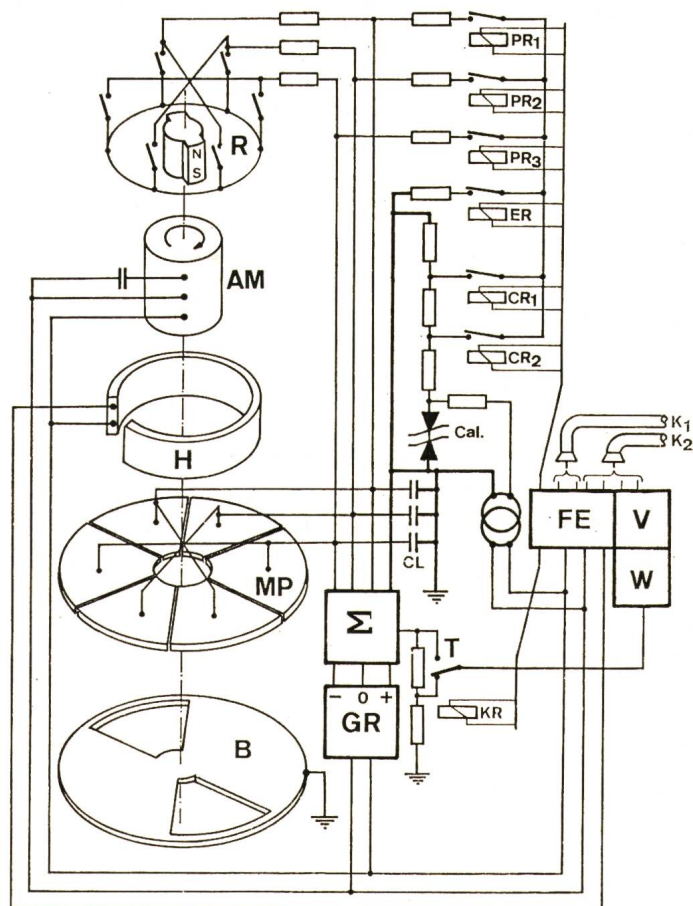 PR1
PR2
PR3
R
N
S
ER
AM
CR1
CR2
Cal.
K1
K2
H
FE
V
MP
CL
W
Σ
T
− 0 +
GR
KR
B